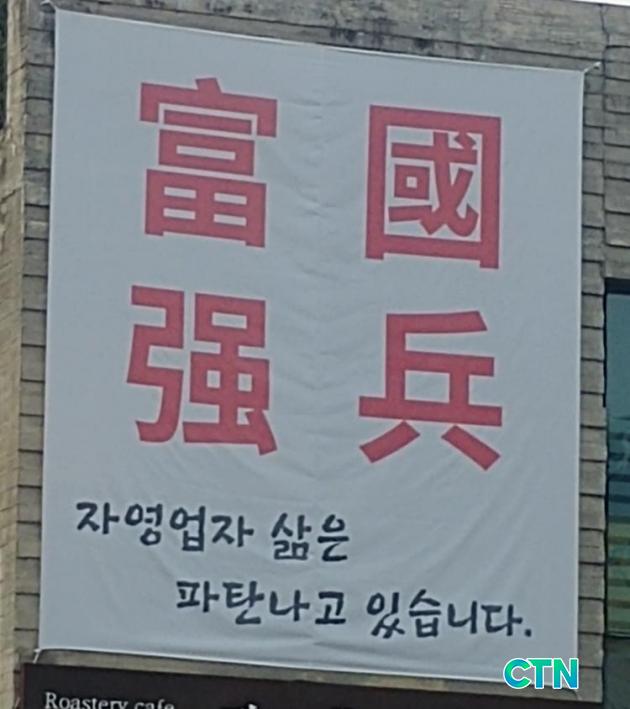 富國
强兵
자영업자 삶은
파탄나고 있습니다.
CTN
Roastery cafe